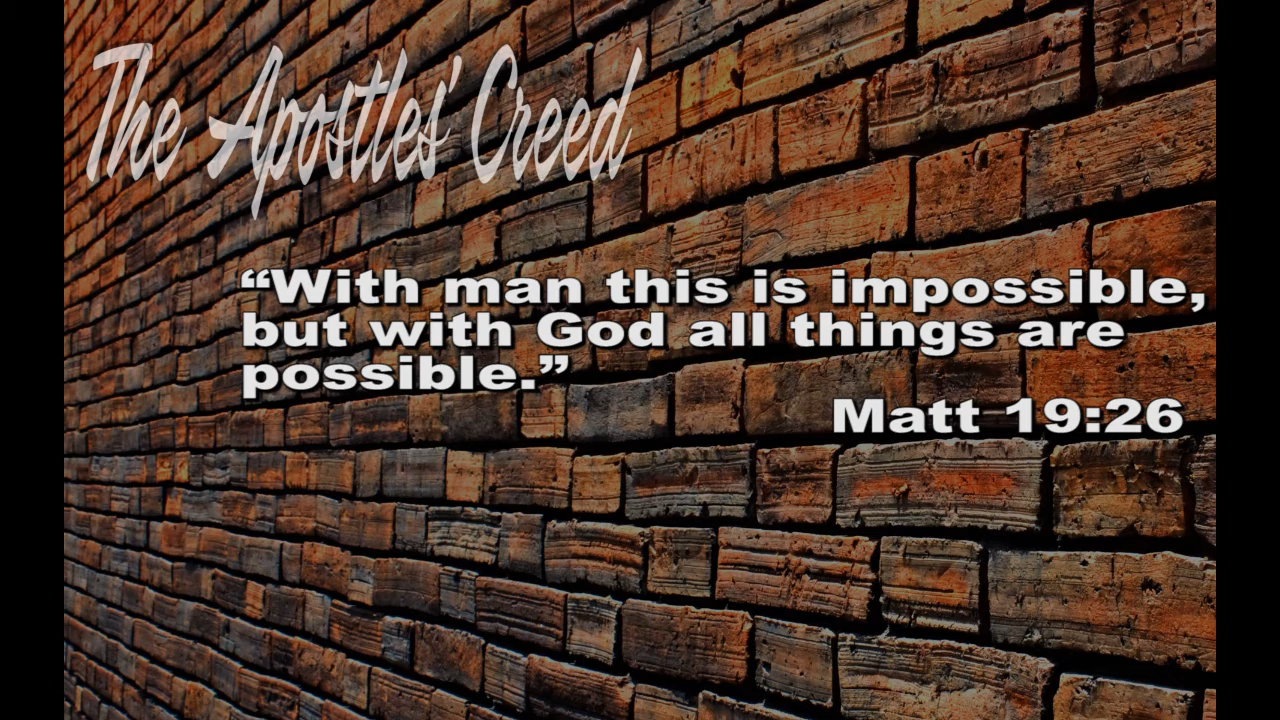 The Apostles' Creed
“With man this is impossible,
but with God all things are
possible.”
Matt 19:26